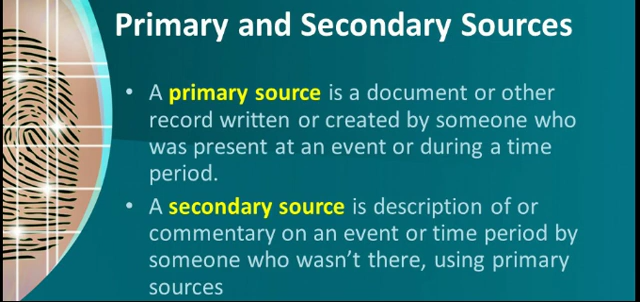 Primary and Secondary Sources
• A primary source is a document or other
record written or created by someone who
was present at an event or during a time
period.
• A secondary source is description of or
commentary on an event or time period by
someone who wasn't there, using primary
sources